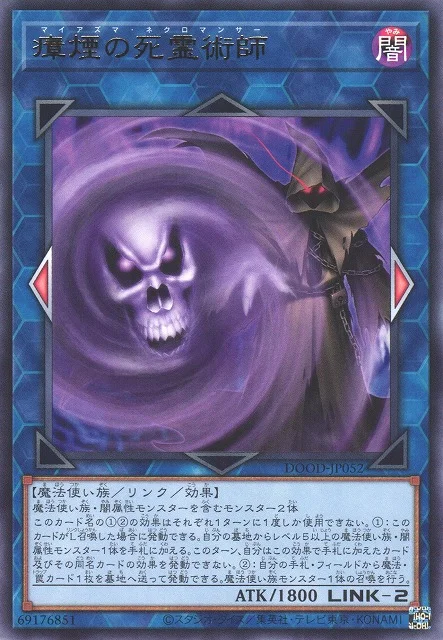 マイアズマ・ネクロマンサー
瘴煙の死霊術師
やみ
闇
DOOD-JP052
【魔法使い族／リンク／効果】
魔法使い族・闇属性モンスターを含むモンスター２体
このカード名の①②の効果はそれぞれ１ターンに１度しか使用できない。①：この
カードがL召喚した場合に発動できる。自分の墓地からレベル５以上の魔法使い族・闇
属性モンスター１体を手札に加える。このターン、自分はこの効果で手札に加えたカード
及びその同名カードの効果を発動できない。②：自分の手札・フィールドから魔法・
罠カード１枚を墓地へ送って発動できる。魔法使い族モンスター１体の召喚を行う。
ATK/1800 LINK-2
69176851
©スタジオ・ダイス／集英社・テレビ東京・KONAMI